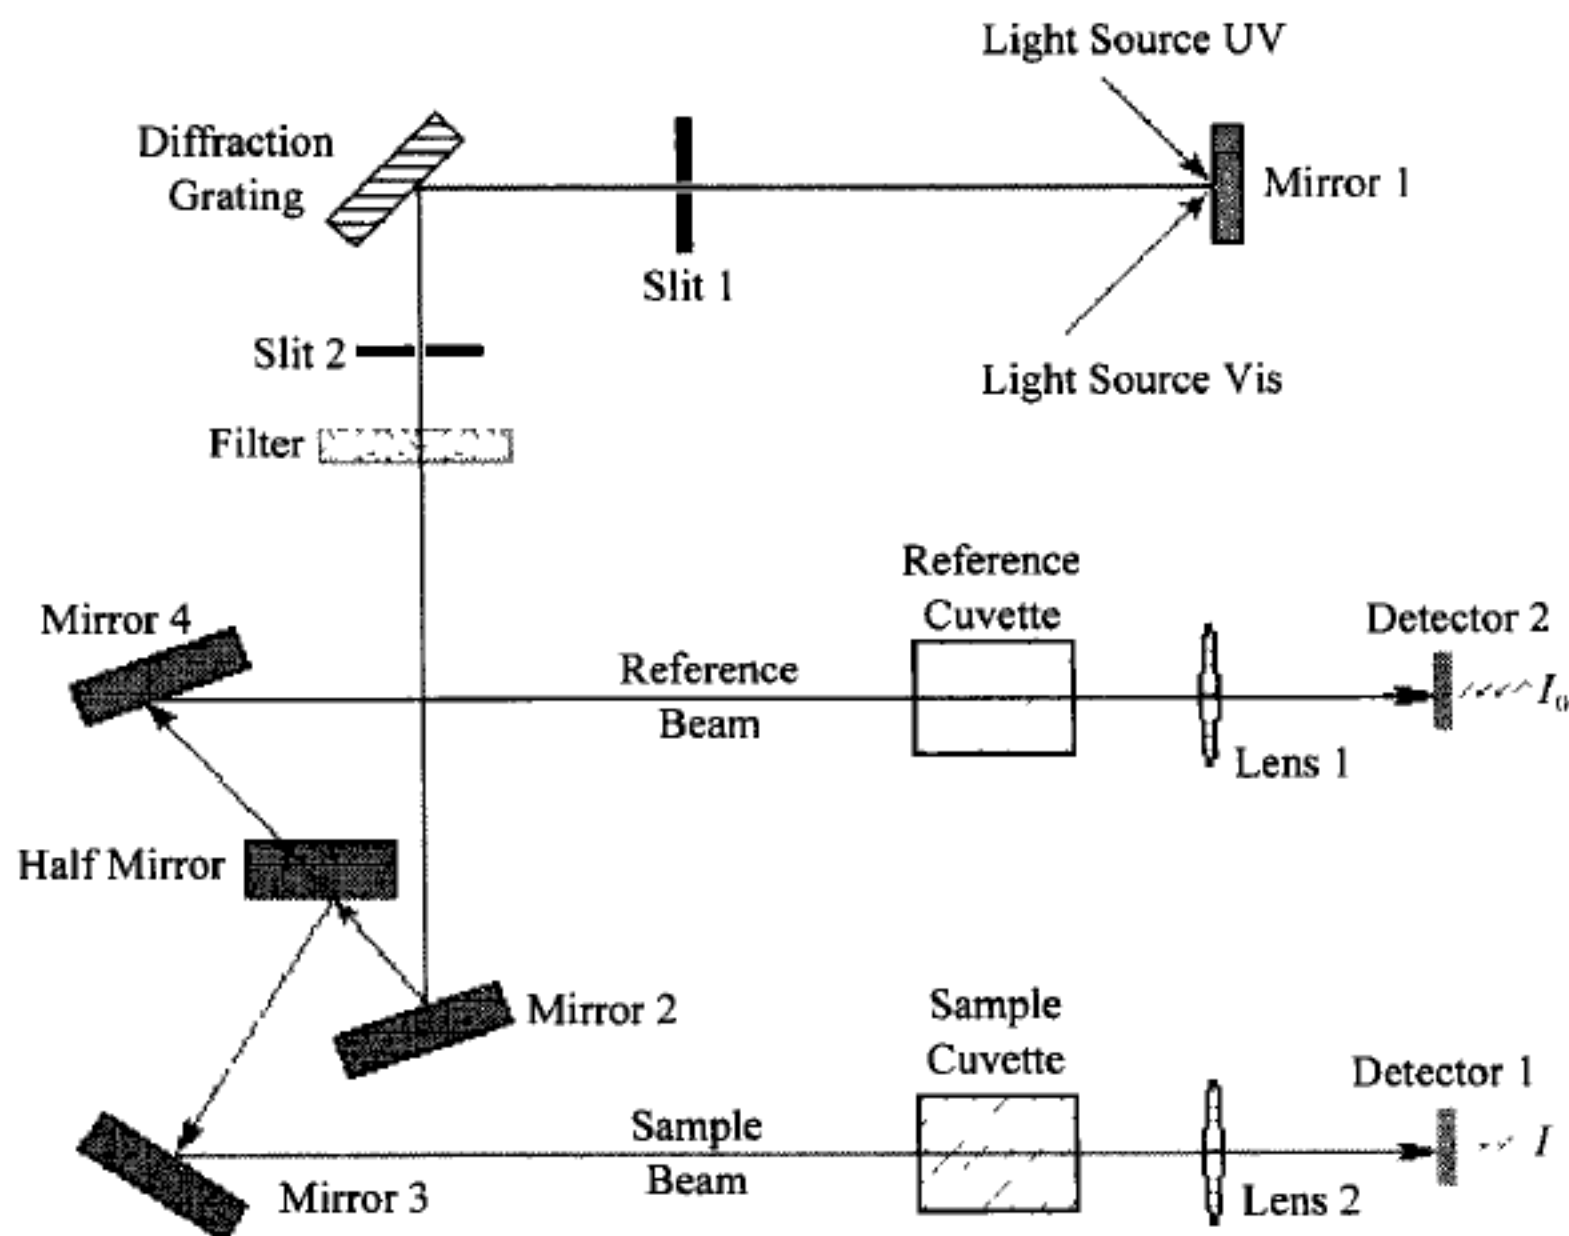 Light Source UV
Diffraction
Grating
Mirror 1
Slit 1
Slit 2
Light Source Vis
Filter
Reference
Cuvette
Mirror 4
Detector 2
Reference
Beam
I₀
Lens 1
Half Mirror
Mirror 2
Sample
Cuvette
Detector 1
Sample
Beam
I
Mirror 3
Lens 2